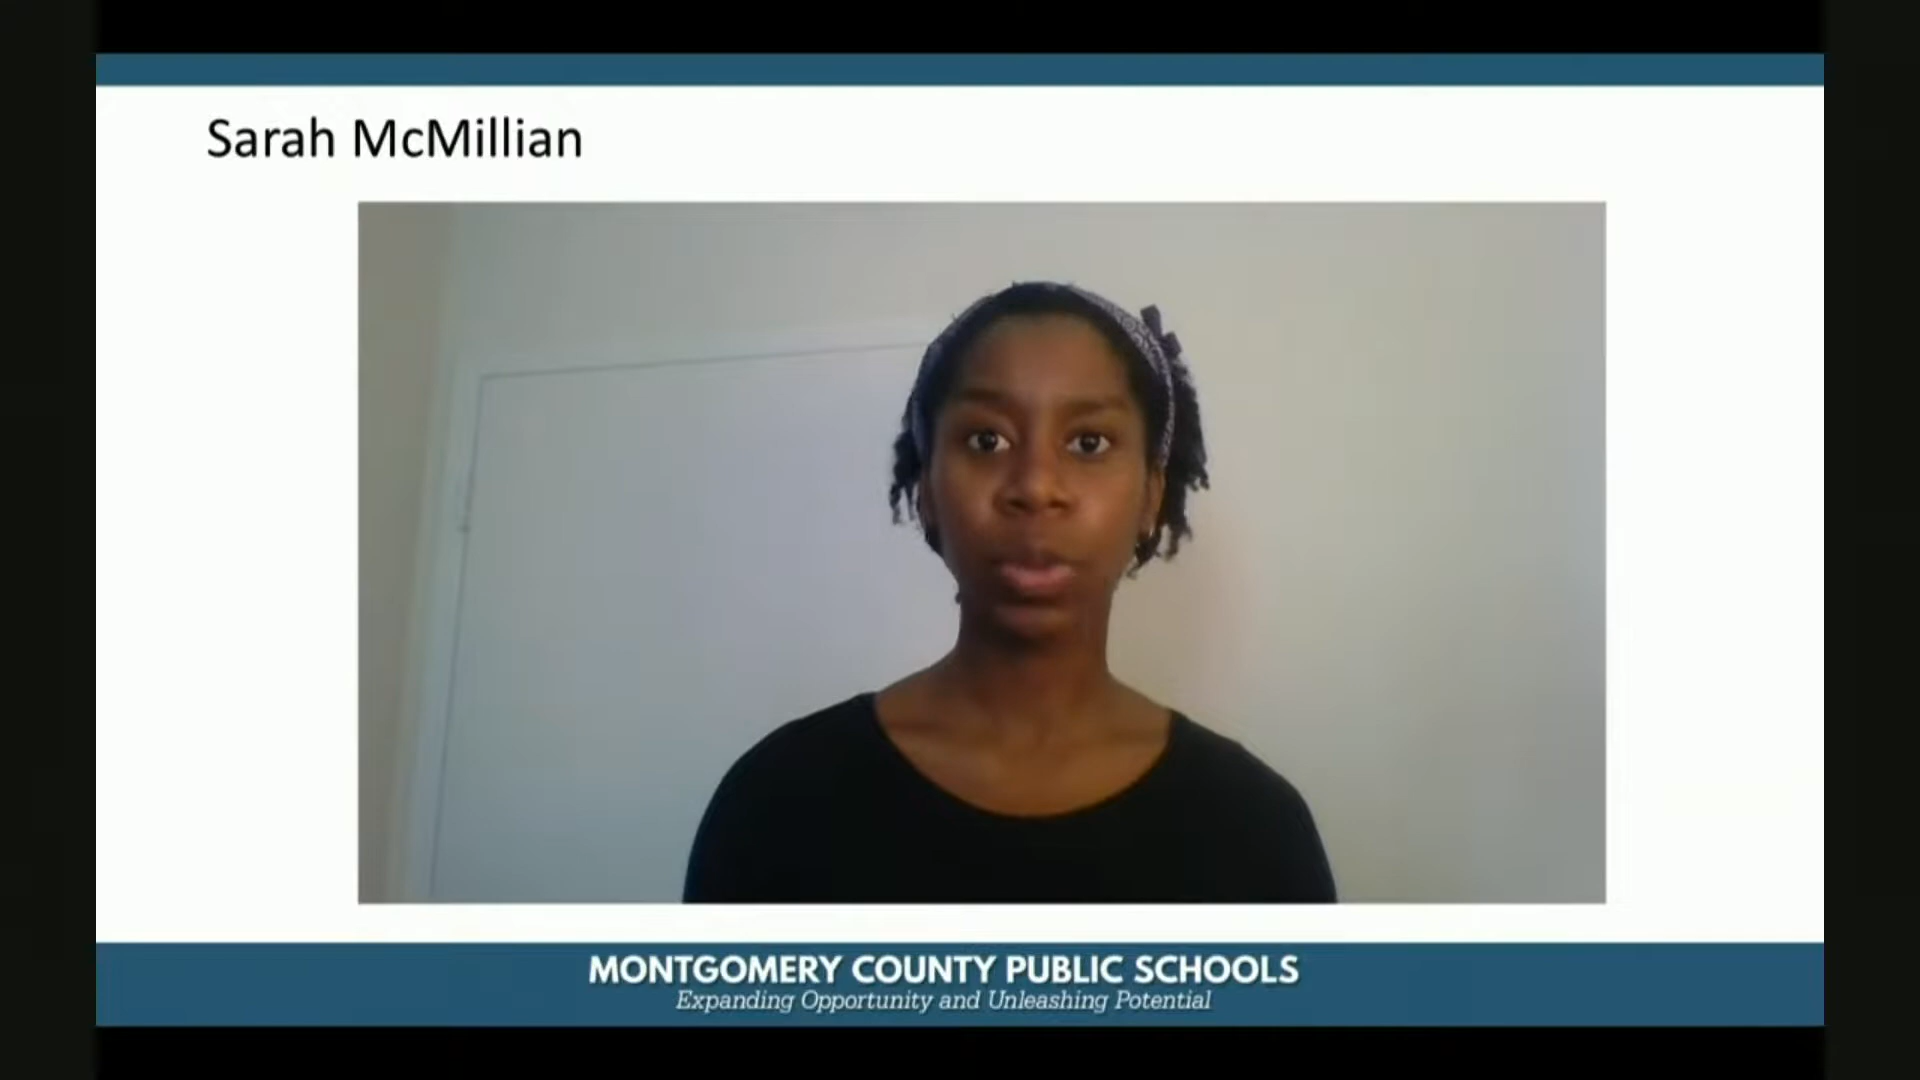 Sarah McMillian
MONTGOMERY COUNTY PUBLIC SCHOOLS
Expanding Opportunity and Unleashing Potential